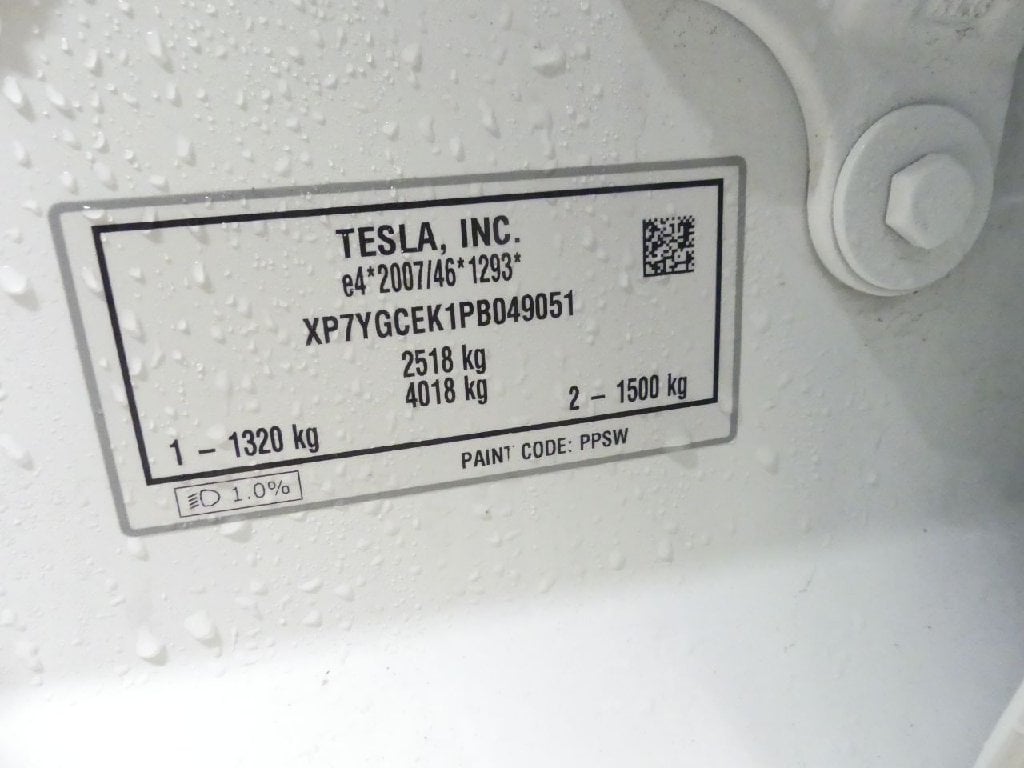 TESLA, INC.
e4*2007/46*1293*
XP7YGCEK1PB049051
2518 kg
4018 kg
1 – 1320 kg
2 – 1500 kg
PAINT CODE: PPSW
1.0%